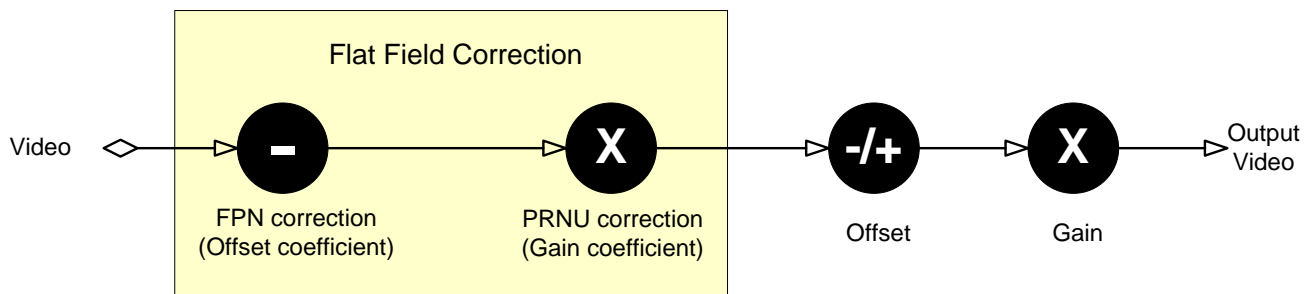 Flat Field Correction
Video
-
X
-/+
X
Output
Video
FPN correction
(Offset coefficient)
PRNU correction
(Gain coefficient)
Offset
Gain